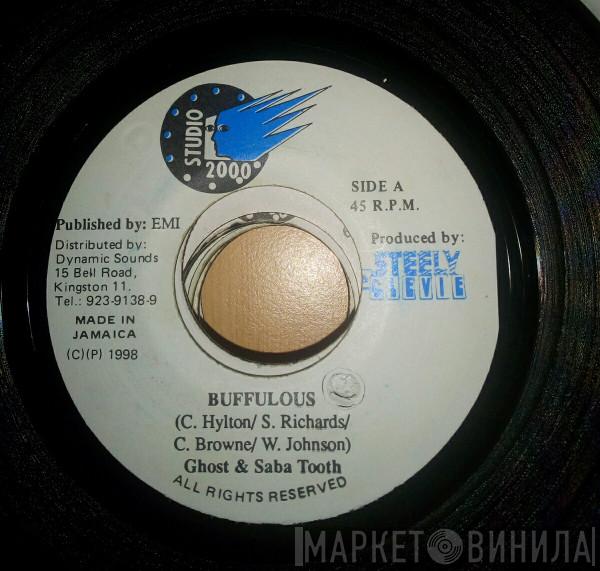 STUDIO
2000
SIDE A
45 R.P.M.
Published by: EMI
Distributed by:
Dynamic Sounds
15 Bell Road,
Kingston 11.
Tel.: 923-9138-9
MADE IN
JAMAICA
(C)(P) 1998
Produced by:
STEELY
CLEVIE
BUFFULOUS
(C. Hylton/ S. Richards/
C. Browne/ W. Johnson)
Ghost & Saba Tooth
ALL RIGHTS RESERVED
МАРКЕТ ВИНИЛА